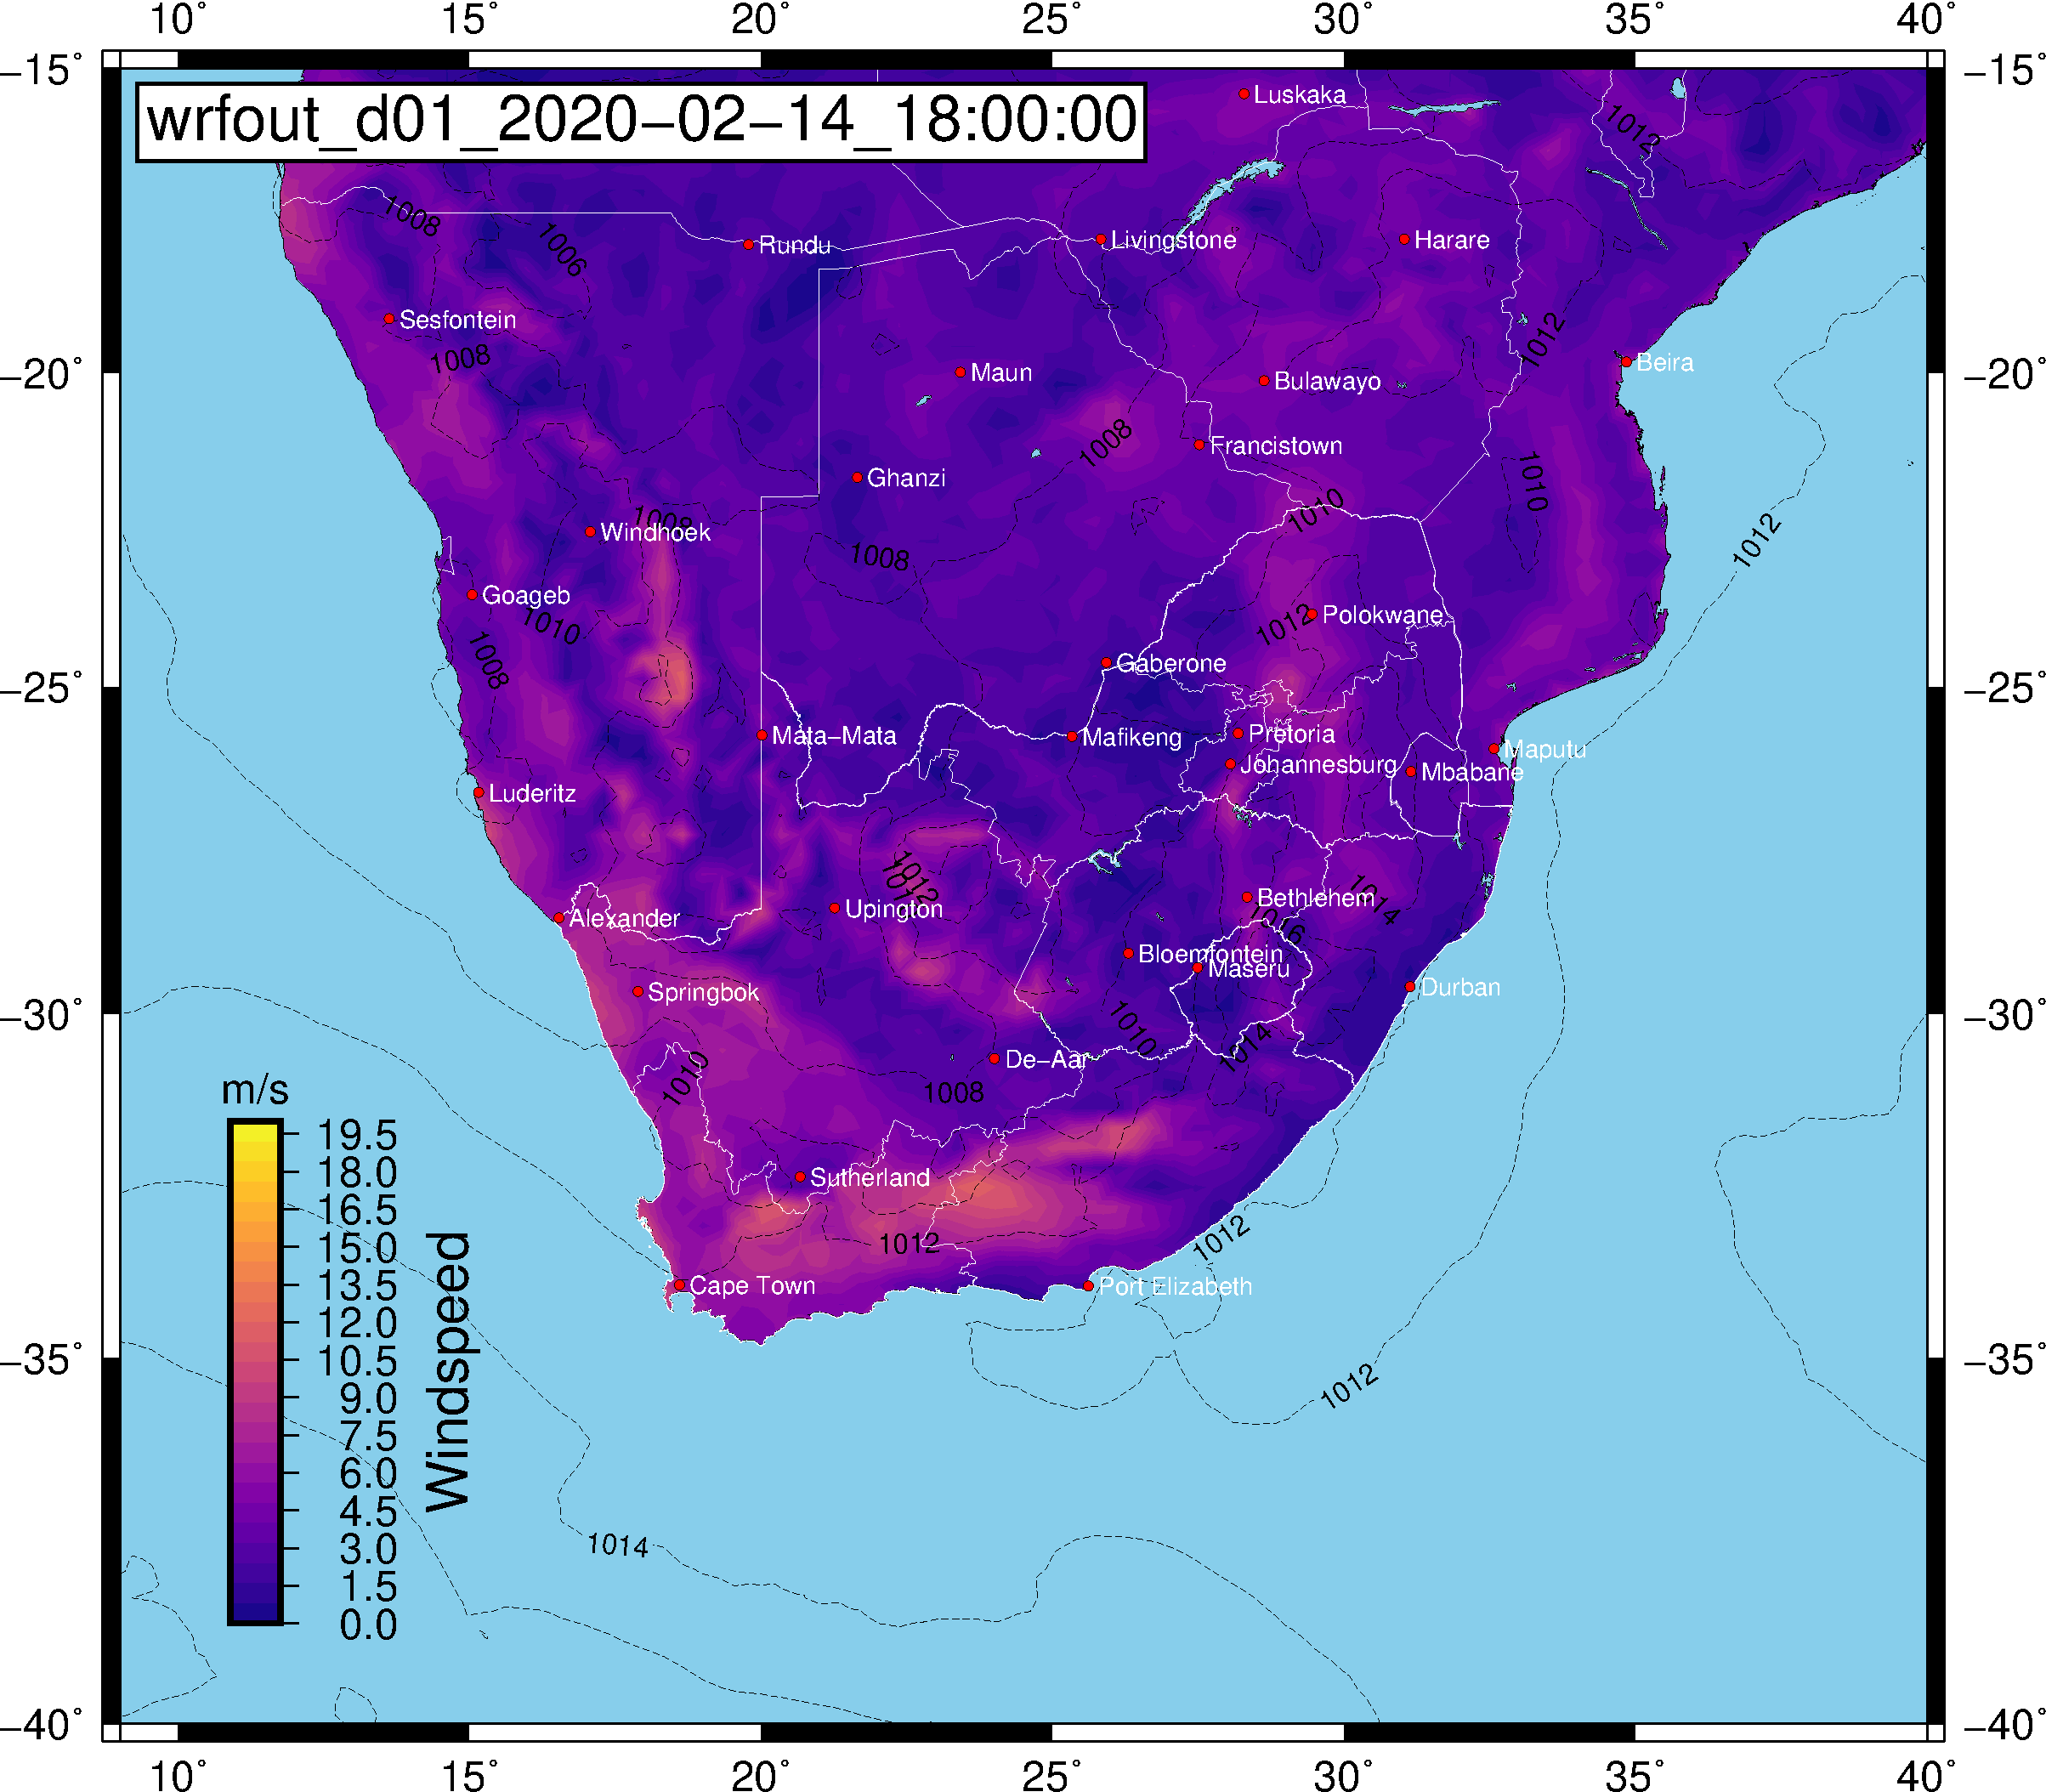 10° 15° 20° 25° 30° 35° 40°
−15° −15°
wrfout_d01_2020−02−14_18:00:00
Luskaka
1012
1008
1006
Rundu
Livingstone
Harare
Sesfontein
1008
1012
Beira
−20° −20°
Maun
Bulawayo
1008
Francistown
Ghanzi
1010
1010
1008
Windhoek
1008
1012
Goageb
1010
1012
Polokwane
1008
Gaberone
−25° −25°
Mata−Mata
Mafikeng
Pretoria
Johannesburg
Mbabane
Maputu
Luderitz
1012
Bethlehem
1014
Upington
Alexander
1016
Bloemfontein
Maseru
Durban
Springbok
−30° −30°
1010
1014
De−Aar
1010
1008
Sutherland
1012
1012
Cape Town
Port Elizabeth
−35° −35°
1012
1014
m/s
19.5
18.0
16.5
15.0
13.5
12.0
10.5
9.0
7.5
6.0
4.5
3.0
1.5
0.0
Windspeed
−40° −40°
10° 15° 20° 25° 30° 35° 40°